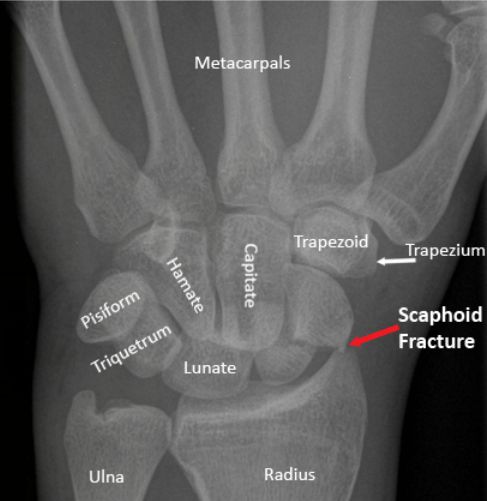 Metacarpals
Trapezoid
Trapezium
Capitate
Hamate
Pisiform
Triquetrum
Lunate
Scaphoid
Fracture
Ulna
Radius